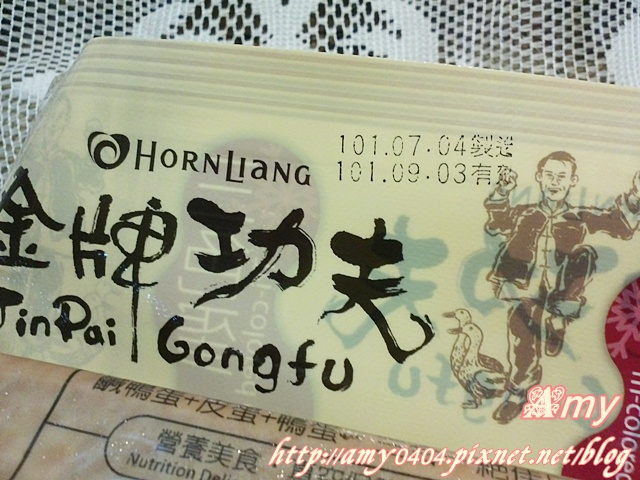 HORNLIANG
101.07.04製造
101.09.03有效
金牌功夫
JinPai Gongfu
鹹鴨蛋+皮蛋+鴨蛋
營養美食
Nutrition Deli
Amy
http://amy0404.pixnet.net/blog